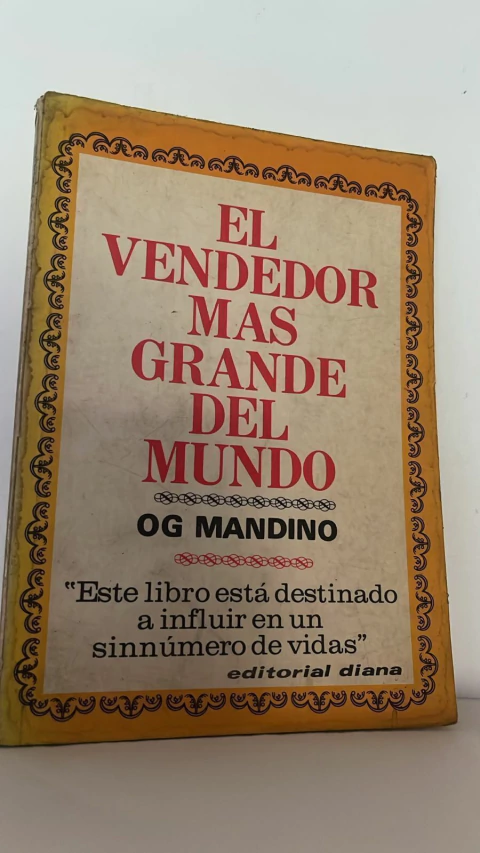 EL
VENDEDOR
MAS
GRANDE
DEL
MUNDO
OG MANDINO
"Este libro está destinado
a influir en un
sinnúmero de vidas"
editorial diana